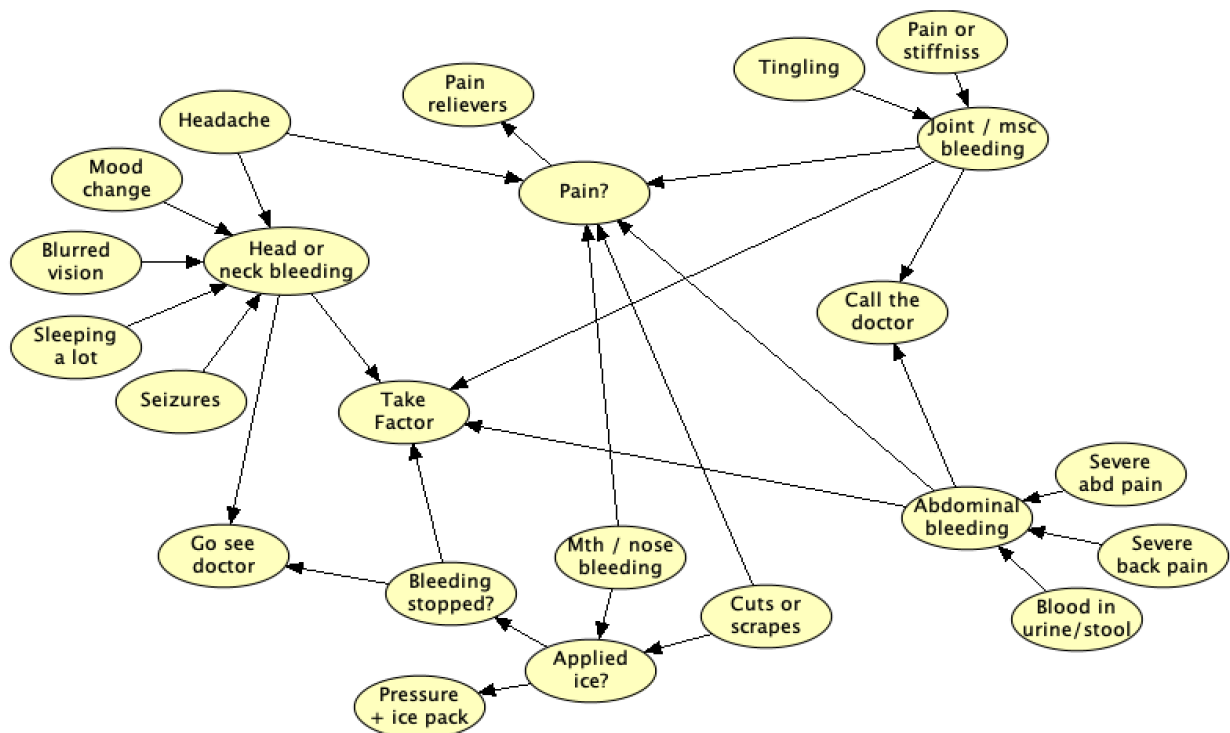 Pain or
stiffniss
Tingling
Pain
relievers
Headache
Joint / msc
bleeding
Mood
change
Pain?
Blurred
vision
Head or
neck bleeding
Call the
doctor
Sleeping
a lot
Seizures
Take
Factor
Severe
abd pain
Abdominal
bleeding
Go see
doctor
Mth / nose
bleeding
Severe
back pain
Bleeding
stopped?
Cuts or
scrapes
Blood in
urine/stool
Applied
ice?
Pressure
+ ice pack